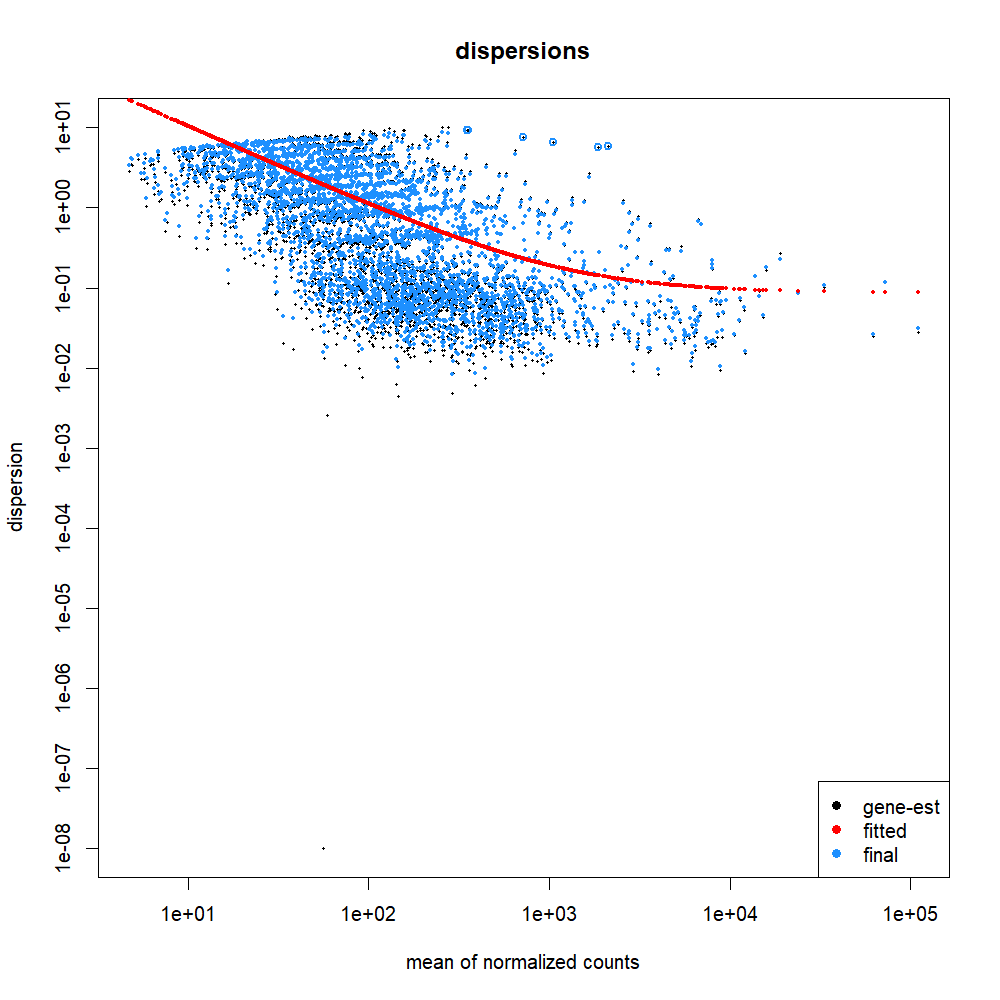 dispersions
dispersion
1e+01
1e+00
1e-01
1e-02
1e-03
1e-04
1e-05
1e-06
1e-07
1e-08
gene-est
fitted
final
1e+01 1e+02 1e+03 1e+04 1e+05
mean of normalized counts